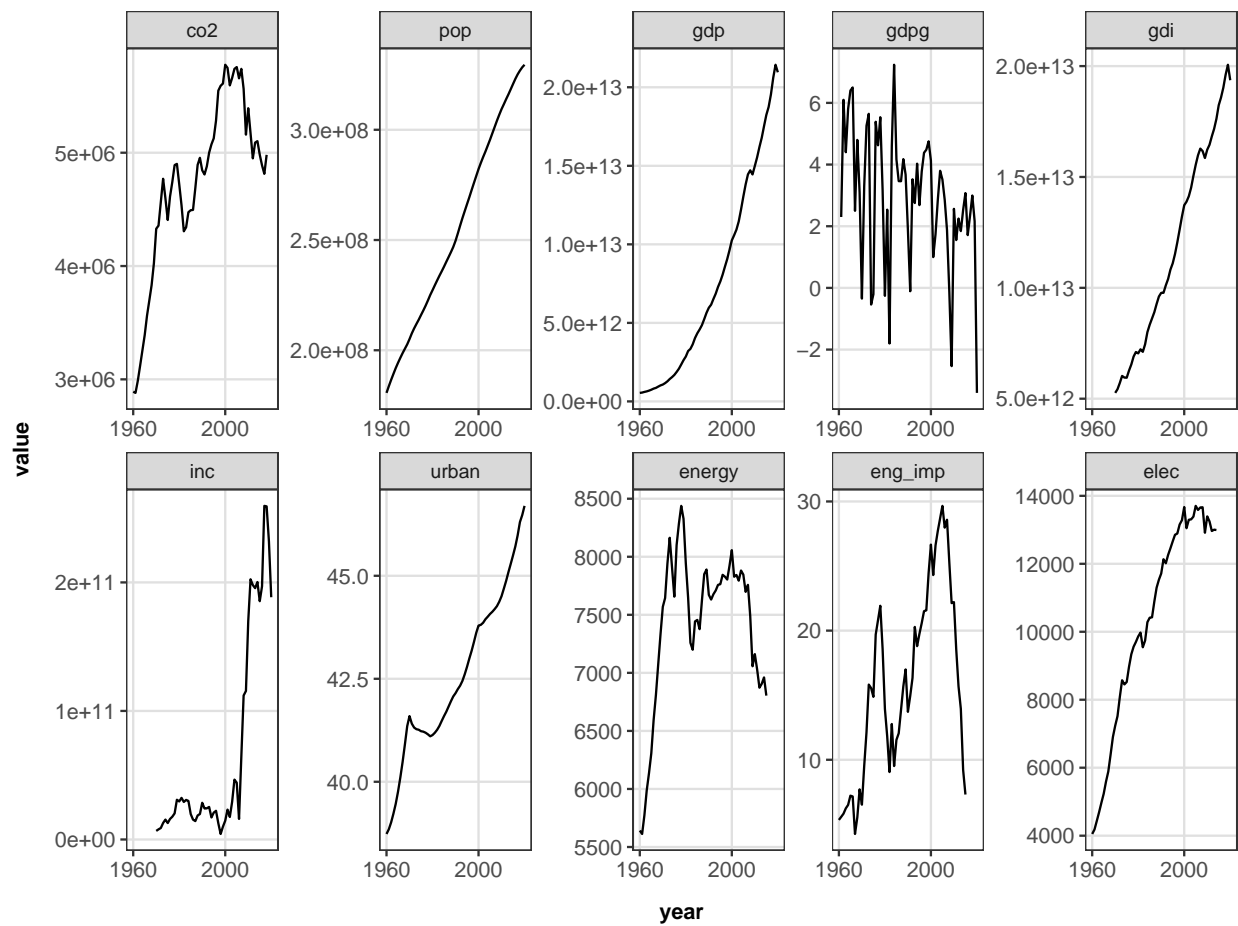 co2 pop gdp gdpg gdi
5e+06
4e+06
3e+06
1960 2000
3.0e+08
2.5e+08
2.0e+08
1960 2000
2.0e+13
1.5e+13
1.0e+13
5.0e+12
0.0e+00
1960 2000
6
4
2
0
−2
1960 2000
2.0e+13
1.5e+13
1.0e+13
5.0e+12
1960 2000
value
inc urban energy eng_imp elec
2e+11
1e+11
0e+00
1960 2000
45.0
42.5
40.0
1960 2000
8500
8000
7500
7000
6500
6000
5500
1960 2000
30
20
10
1960 2000
14000
12000
10000
8000
6000
4000
1960 2000
year